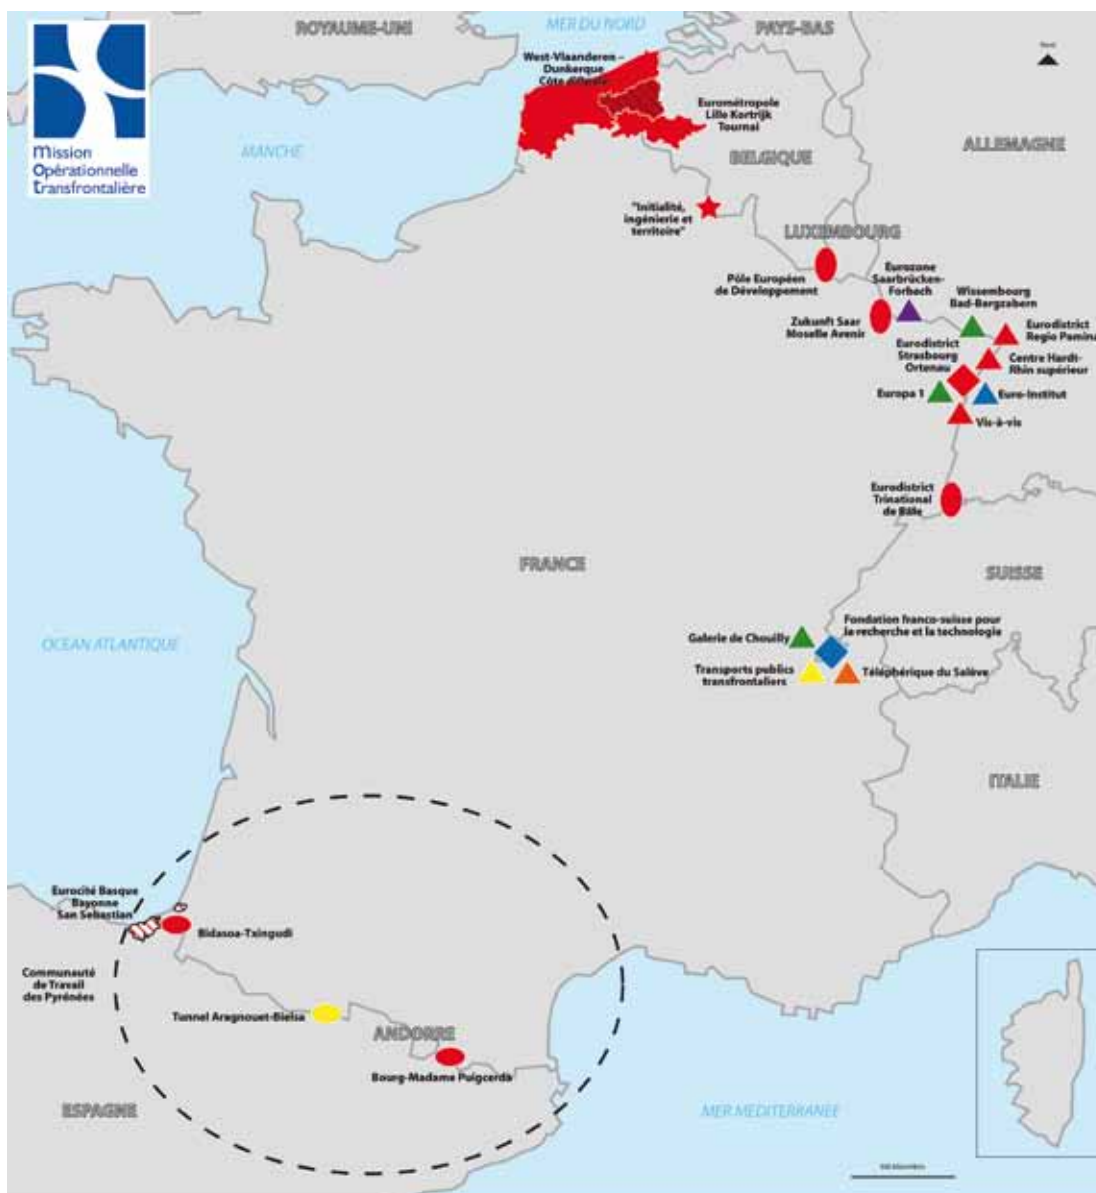 ROYAUME-UNI
MER DU NORD
PAYS-BAS
Nord
mission
opérationnelle
transfrontalière
West-Vlaanderen –
Dunkerque
Côte d'Opale
MANCHE
Eurométropole
Lille Kortrijk
Tournai
BELGIQUE
ALLEMAGNE
"Initialité,
ingénierie et
territoire"
LUXEMBOURG
Pôle Européen
de Développement
Eurozone
Saarbrücken-
Forbach
Wissembourg
Bad-Bergzabern
Zukunft Saar
Moselle Avenir
Eurodistrict
Regio Pamina
Eurodistrict
Strasbourg
Ortenau
Centre Hardt-
Rhin supérieur
Europa 1
Euro-Institut
Vis-à-vis
Eurodistrict
Trinational
de Bâle
FRANCE
SUISSE
OCEAN ATLANTIQUE
Galerie de Chouilly
Fondation franco-suisse pour
la recherche et la technologie
Transports publics
transfrontaliers
Téléphérique du Salève
ITALIE
Eurocité Basque
Bayonne
San Sebastian
Bidasoa-Txingudi
Communauté
de Travail
des Pyrénées
Tunnel Aragnouet-Bielsa
ANDORRE
Bourg-Madame Puigcerdà
ESPAGNE
MER MEDITERRANEE